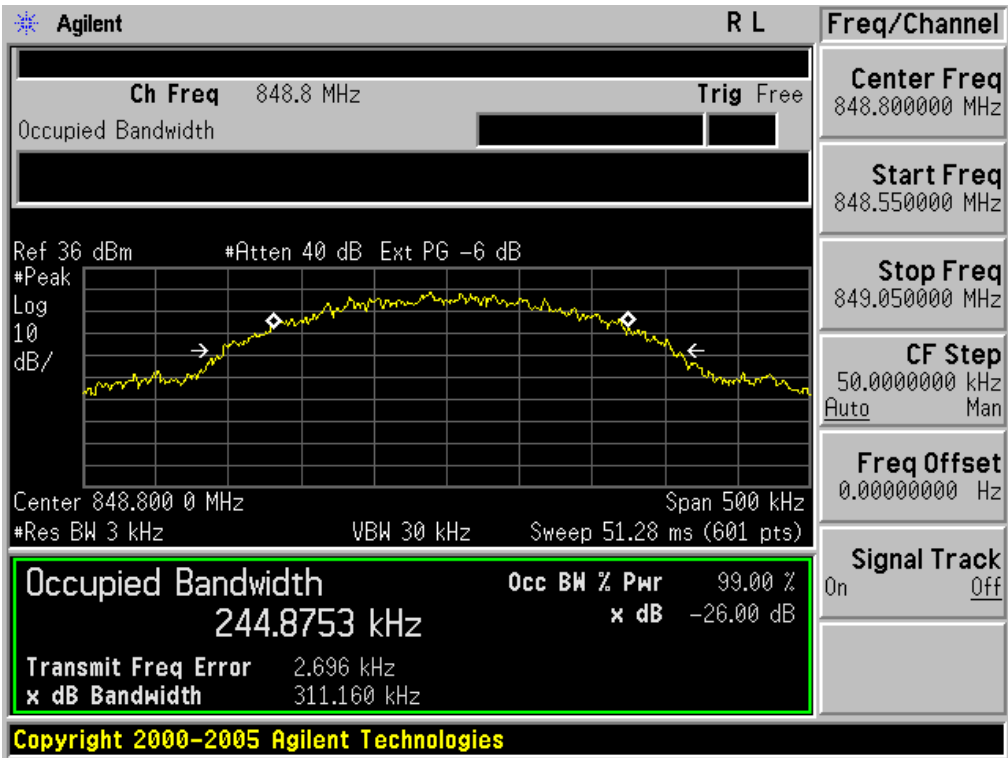 Agilent R L
Freq/Channel
Ch Freq 848.8 MHz Trig Free
Occupied Bandwidth
Center Freq
848.800000 MHz
Start Freq
848.550000 MHz
Stop Freq
849.050000 MHz
CF Step
50.0000000 kHz
Auto Man
Freq Offset
0.00000000 Hz
Signal Track
On Off
Ref 36 dBm #Atten 40 dB Ext PG -6 dB
#Peak
Log
10
dB/
Center 848.800 0 MHz Span 500 kHz
#Res BW 3 kHz VBW 30 kHz Sweep 51.28 ms (601 pts)
Occupied Bandwidth Occ BW % Pwr 99.00 %
244.8753 kHz x dB -26.00 dB
Transmit Freq Error 2.696 kHz
x dB Bandwidth 311.160 kHz
Copyright 2000-2005 Agilent Technologies